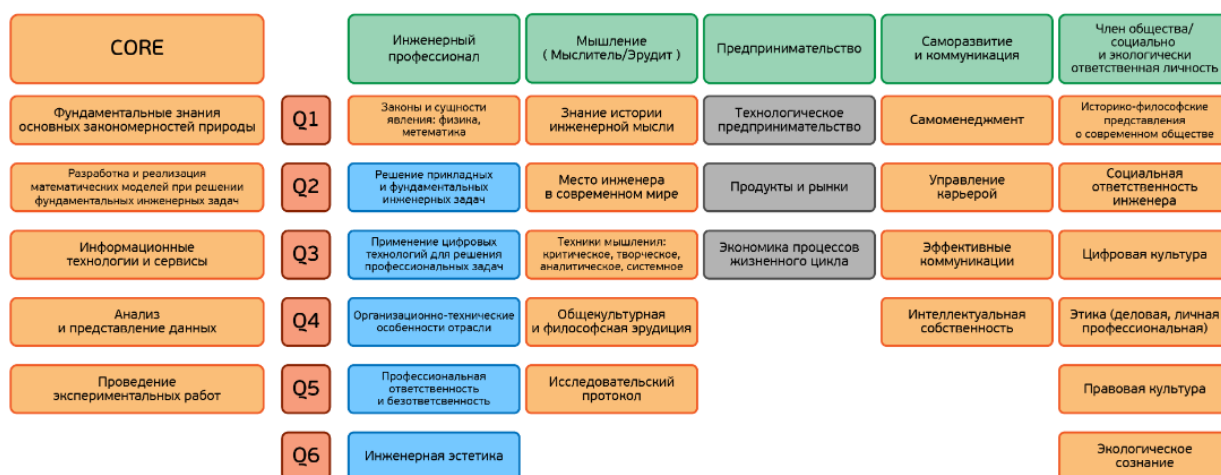 CORE
Инженерный
профессионал
Мышление
( Мыслитель/Эрудит )
Предпринимательство
Саморазвитие
и коммуникация
Член общества/
социально
и экологически
ответственная личность
Фундаментальные знания
основных закономерностей природы
Q1
Законы и сущности
явления: физика,
метематика
Знание истории
инженерной мысли
Технологическое
предпринимательство
Самоменеджмент
Историко-философские
представления
о современном обществе
Разработка и реализация
математических моделей при решении
фундаментальных инженерных задач
Q2
Решение прикладных
и фундаментальных
инженерных задач
Место инженера
в современном мире
Продукты и рынки
Управление
карьерой
Социальная
ответственность
инженера
Информационные
технологии и сервисы
Q3
Применение цифровых
технологий для решения
профессиональных задач
Техники мышления:
критическое, творческое,
аналитическое, системное
Экономика процессов
жизненного цикла
Эффективные
коммуникации
Цифровая культура
Анализ
и представление данных
Q4
Организационно-технические
особенности отрасли
Общекультурная
и философская эрудиция
Интеллектуальная
собственность
Этика (деловая, личная
профессиональная)
Проведение
экспериментальных работ
Q5
Профессиональная
ответственность
и безответсвенность
Исследовательский
протокол
Правовая культура
Q6
Инженерная эстетика
Экологическое
сознание